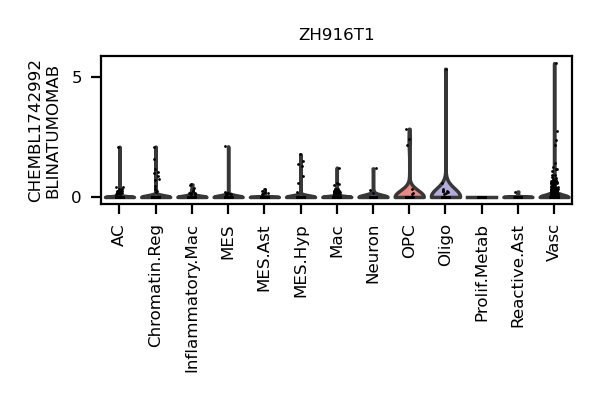 ZH916T1
CHEMBL1742992
BLINATUMOMAB
5
0
AC
Chromatin.Reg
Inflammatory.Mac
MES
MES.Ast
MES.Hyp
Mac
Neuron
OPC
Oligo
Prolif.Metab
Reactive.Ast
Vasc